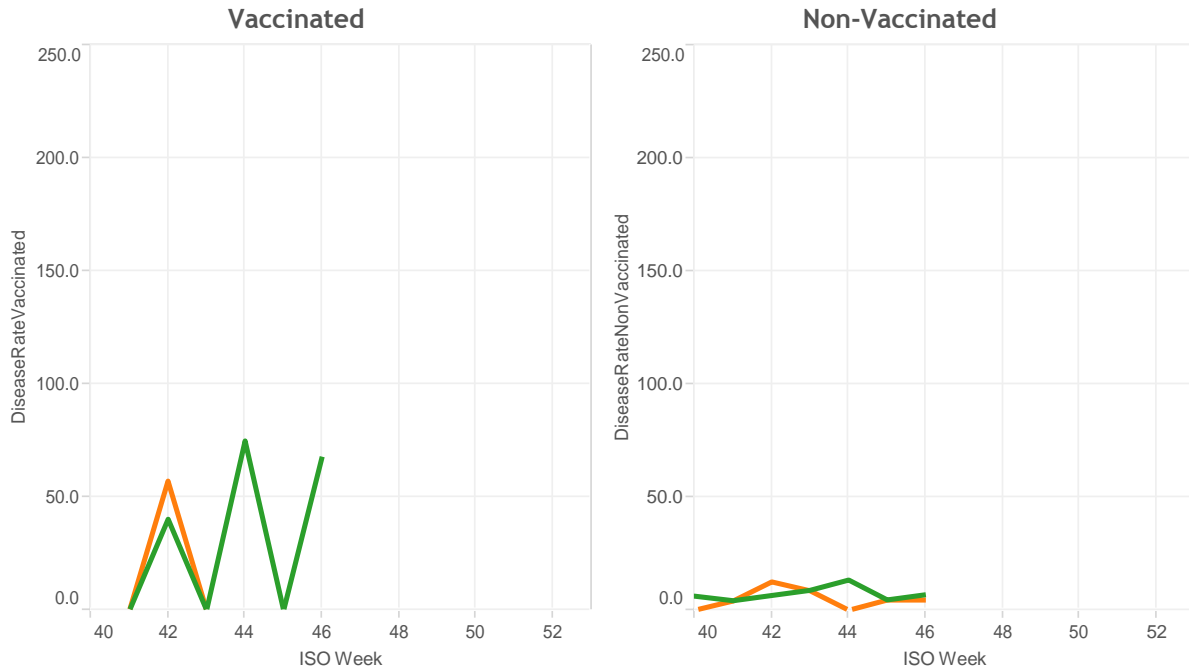 Vaccinated
250.0
200.0
150.0
100.0
50.0
0.0
DiseaseRateVaccinated
40 42 44 46 48 50 52
ISO Week
Non-Vaccinated
250.0
200.0
150.0
100.0
50.0
0.0
DiseaseRateNonVaccinated
40 42 44 46 48 50 52
ISO Week